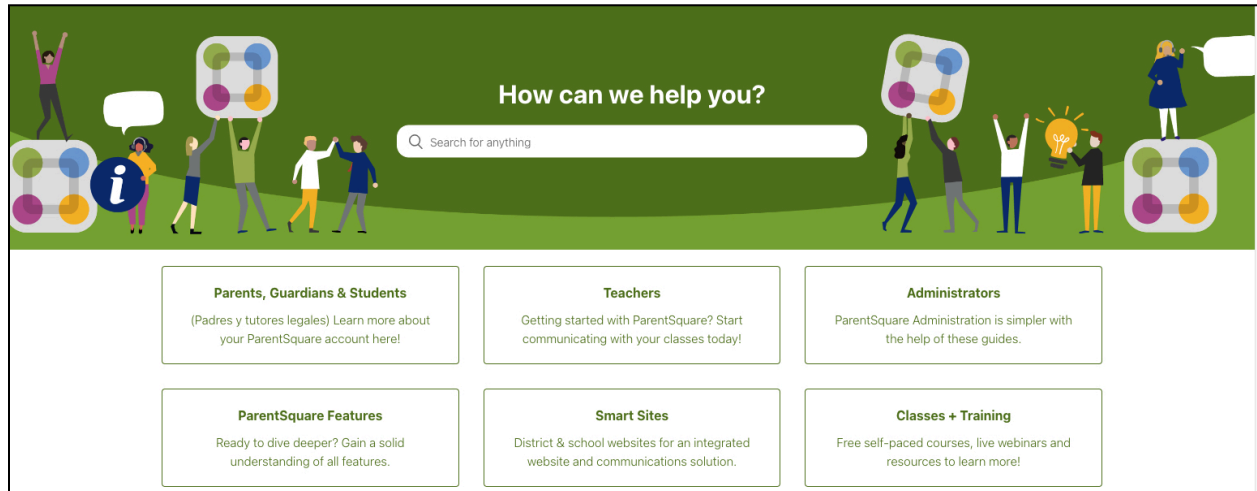 How can we help you?
Search for anything
i
Parents, Guardians & Students
(Padres y tutores legales) Learn more about
your ParentSquare account here!
Teachers
Getting started with ParentSquare? Start
communicating with your classes today!
Administrators
ParentSquare Administration is simpler with
the help of these guides.
ParentSquare Features
Ready to dive deeper? Gain a solid
understanding of all features.
Smart Sites
District & school websites for an integrated
website and communications solution.
Classes + Training
Free self-paced courses, live webinars and
resources to learn more!